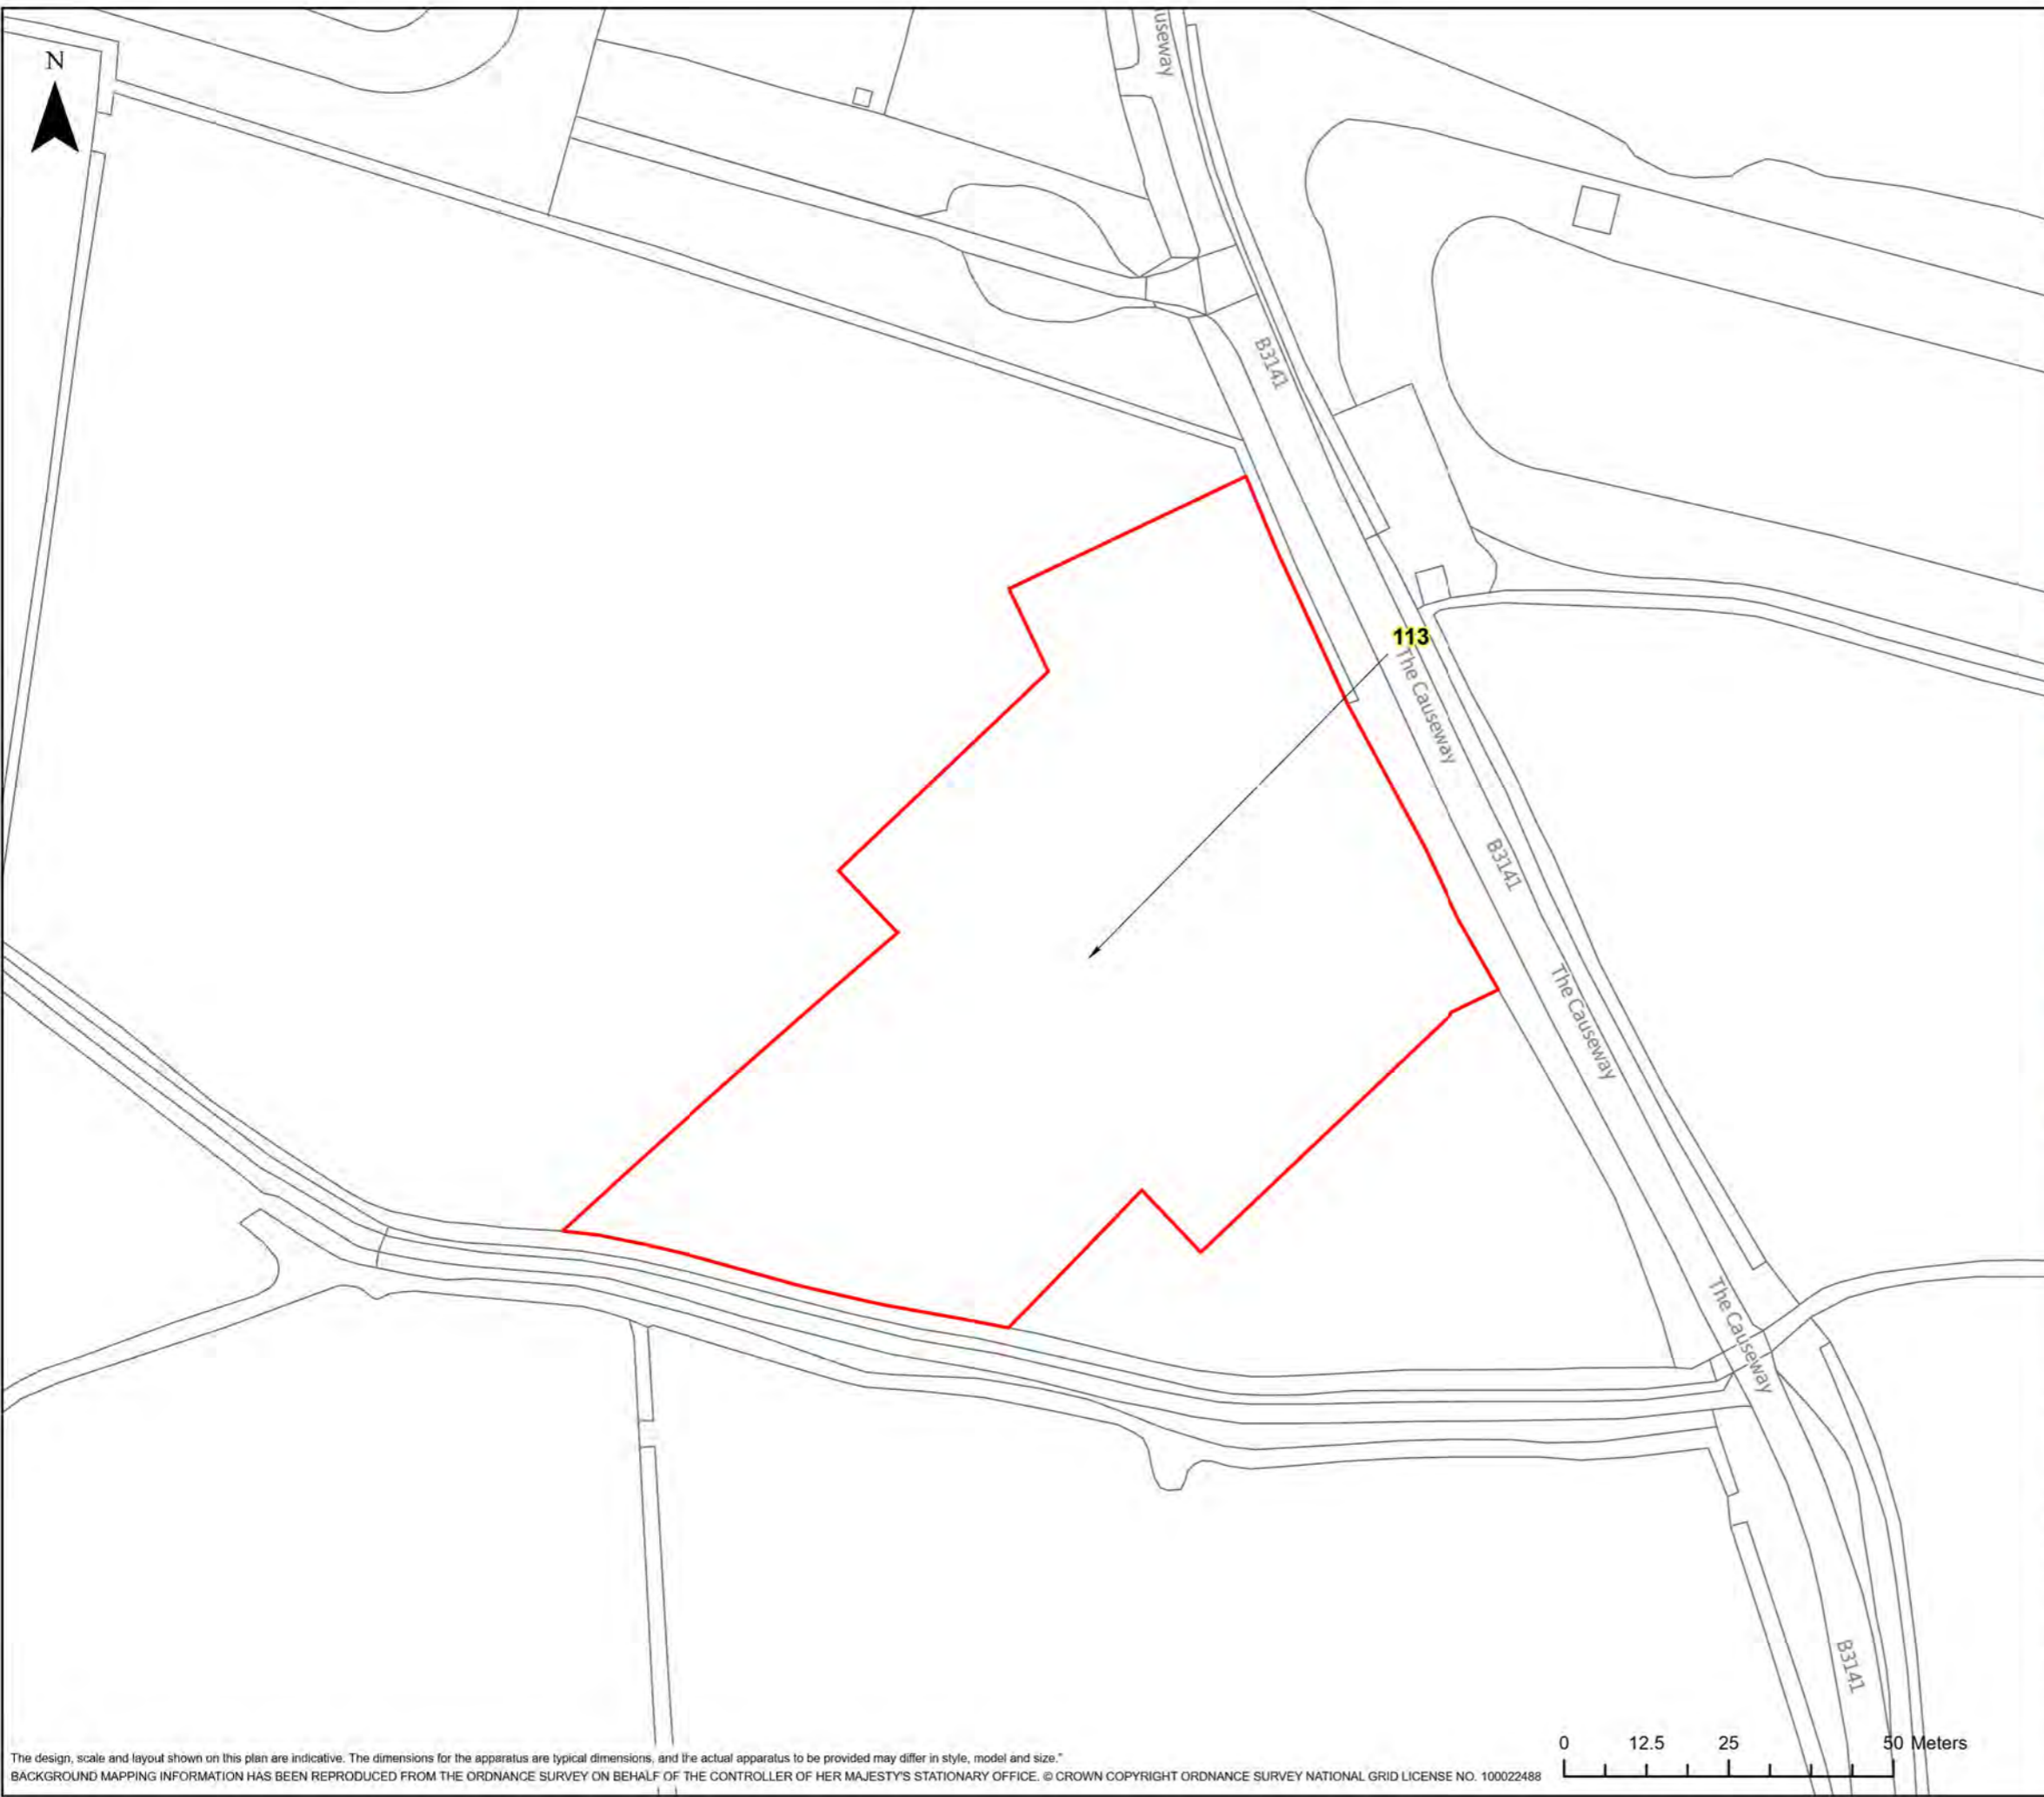 N
useway
B3141
113
The Causeway
B3141
The Causeway
The Causeway
B3141
0 12.5 25 50 Meters
The design, scale and layout shown on this plan are indicative. The dimensions for the apparatus are typical dimensions, and the actual apparatus to be provided may differ in style, model and size."
BACKGROUND MAPPING INFORMATION HAS BEEN REPRODUCED FROM THE ORDNANCE SURVEY ON BEHALF OF THE CONTROLLER OF HER MAJESTY'S STATIONARY OFFICE. © CROWN COPYRIGHT ORDNANCE SURVEY NATIONAL GRID LICENSE NO. 100022488